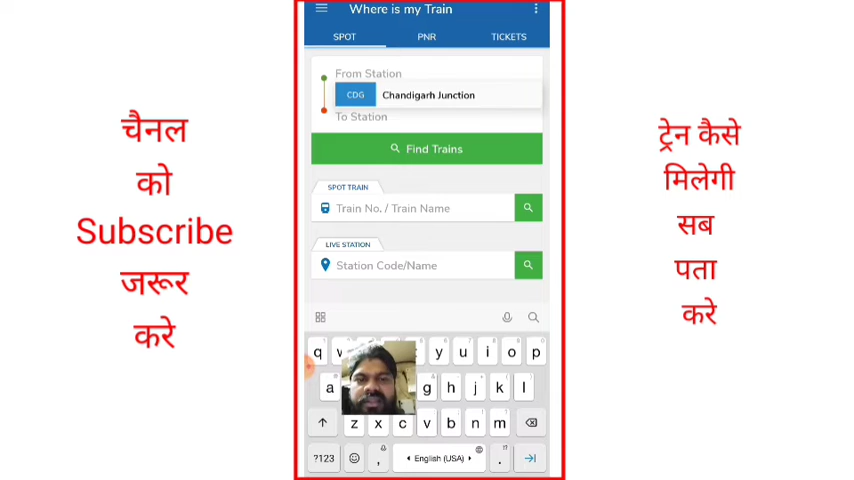 Where is my Train
SPOT PNR TICKETS
From Station
CDG Chandigarh Junction
To Station
Find Trains
SPOT TRAIN
Train No. / Train Name
LIVE STATION
Station Code/Name
q y u i o p
a g h j k l
z x c v b n m
?123 , English (USA) .
चैनल
को
Subscribe
जरूर
करे
ट्रेन कैसे
मिलेगी
सब
पता
करे